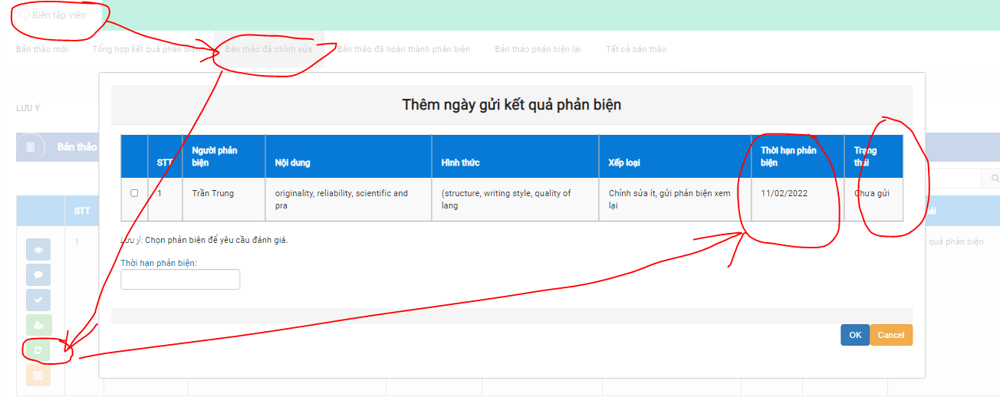 Biên tập viên
Bản thảo mới Tổng hợp kết quả phản biện Bản thảo đã chỉnh sửa Bản thảo đã hoàn thành phản biện Bản thảo phản biện lại Tất cả bản thảo
LƯU Ý
Bản thảo
Thêm ngày gửi kết quả phản biện
STT
Người phản
biện
Nội dung
Hình thức
Xếp loại
Thời hạn phản
biện
Trạng
thái
1
Trần Trung
originality, reliability, scientific and
pra
(structure, writing style, quality of
lang
Chỉnh sửa ít, gửi phản biện xem
lại
11/02/2022
Chưa gửi
Lưu ý: Chọn phản biện để yêu cầu đánh giá.
Thời hạn phản biện:
OK Cancel
STT
1
quả phản biện